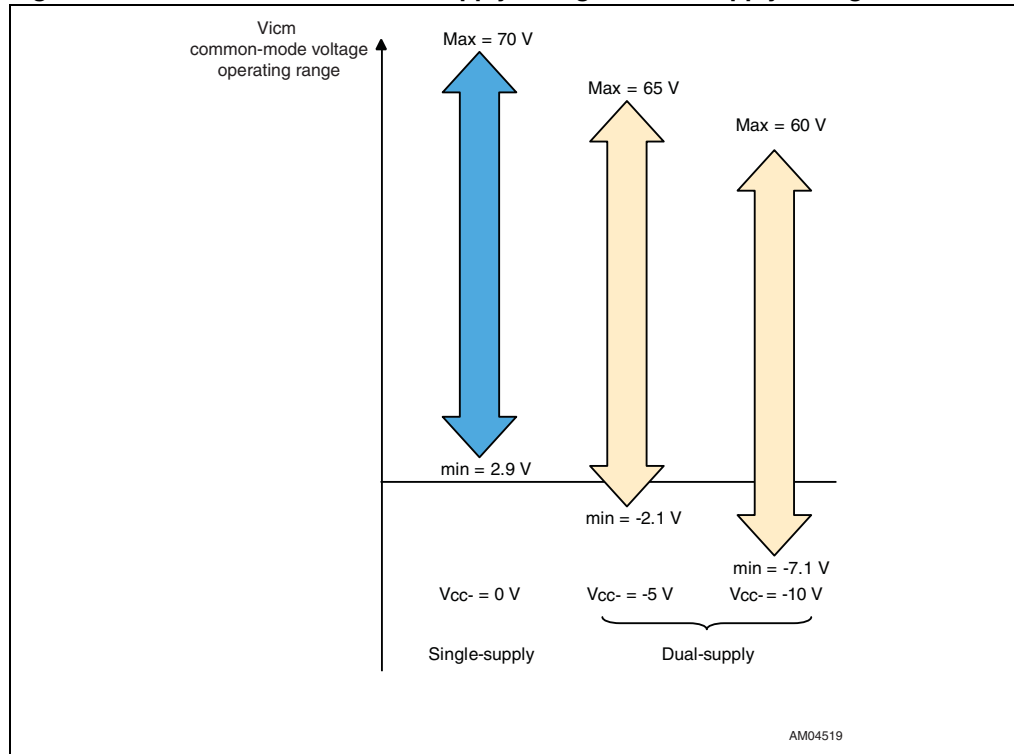 Vicm
common-mode voltage
operating range
Max = 70 V
Max = 65 V
Max = 60 V
min = 2.9 V
min = -2.1 V
min = -7.1 V
Vcc- = 0 V
Vcc- = -5 V
Vcc- = -10 V
Single-supply
Dual-supply
AM04519